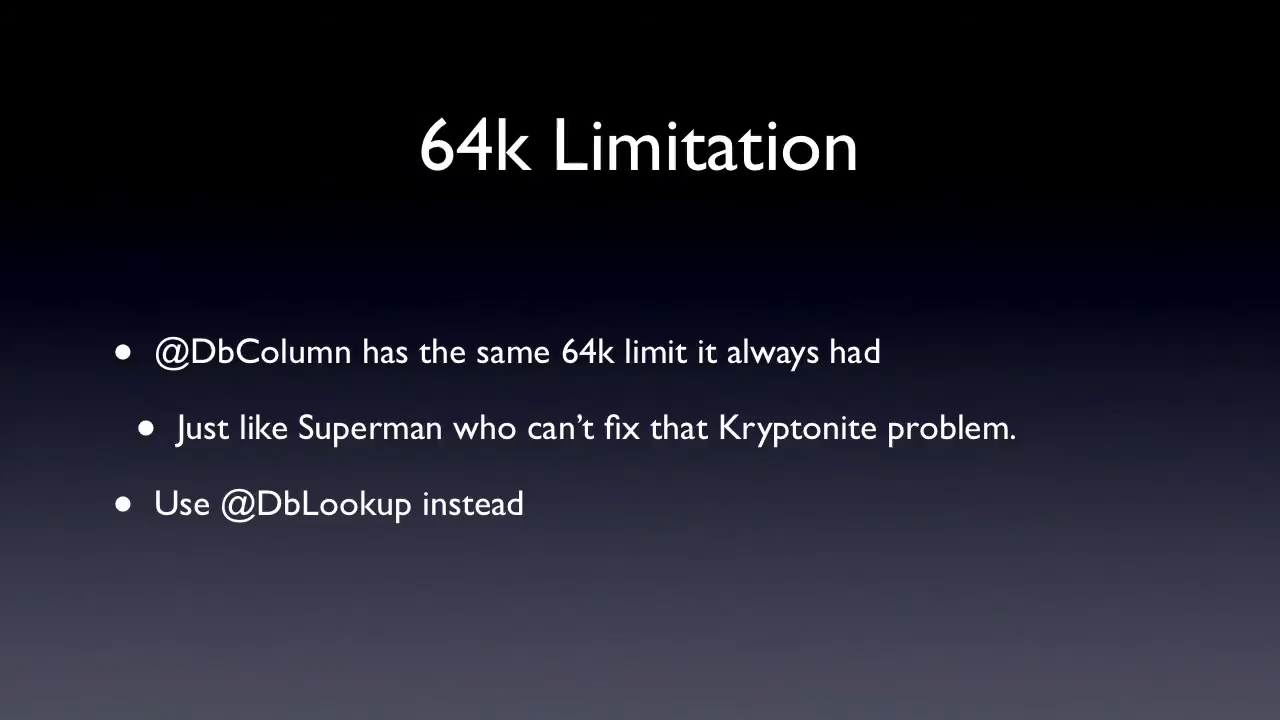 64k Limitation
• @DbColumn has the same 64k limit it always had
• Just like Superman who can’t fix that Kryptonite problem.
• Use @DbLookup instead